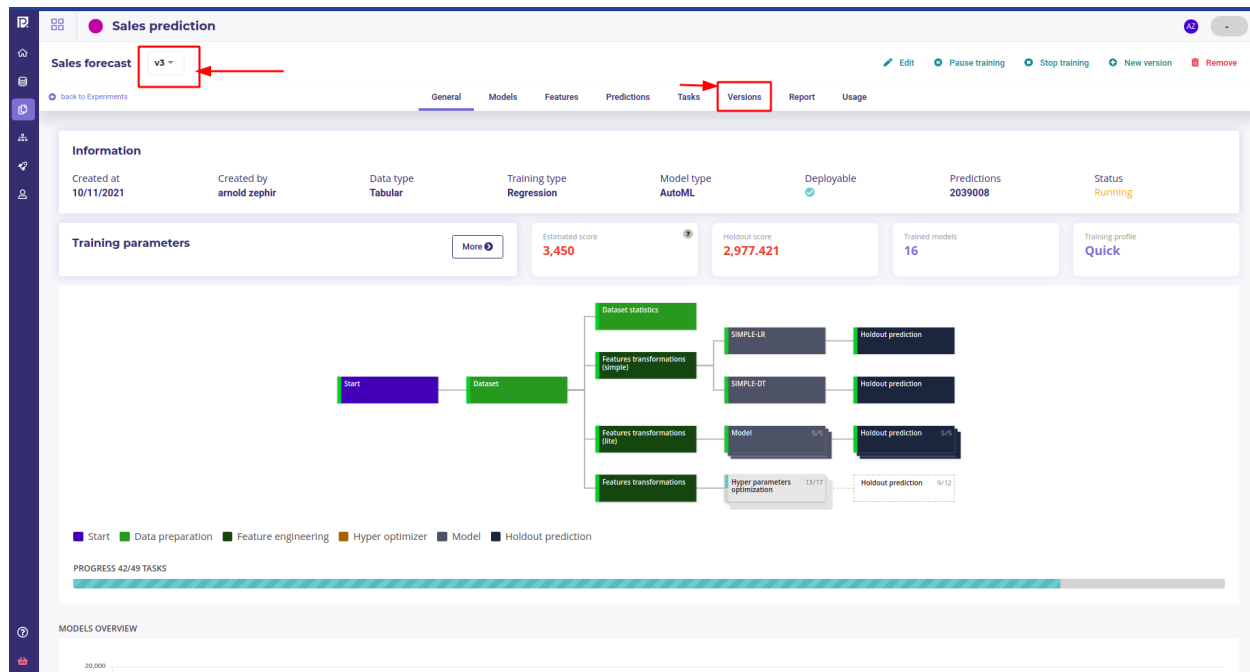 Sales prediction
AZ
Sales forecast
v3
Edit
Pause training
Stop training
New version
Remove
back to Experiments
General Models Features Predictions Tasks Versions Report Usage
Information
Created at Created by Data type Training type Model type Deployable Predictions Status
10/11/2021 arnold zephir Tabular Regression AutoML 2039008 Running
Training parameters
More
Estimated score
?
3,450
Holdout score
2,977.421
Trained models
16
Training profile
Quick
Dataset statistics
SIMPLE-LR
Holdout prediction
Features transformations
(simple)
Start
Dataset
SIMPLE-DT
Holdout prediction
Features transformations
(lite)
Model 5/5
Holdout prediction 5/5
Features transformations
Hyper parameters 13/17
optimization
Holdout prediction 9/12
Start Data preparation Feature engineering Hyper optimizer Model Holdout prediction
PROGRESS 42/49 TASKS
MODELS OVERVIEW
?
20,000